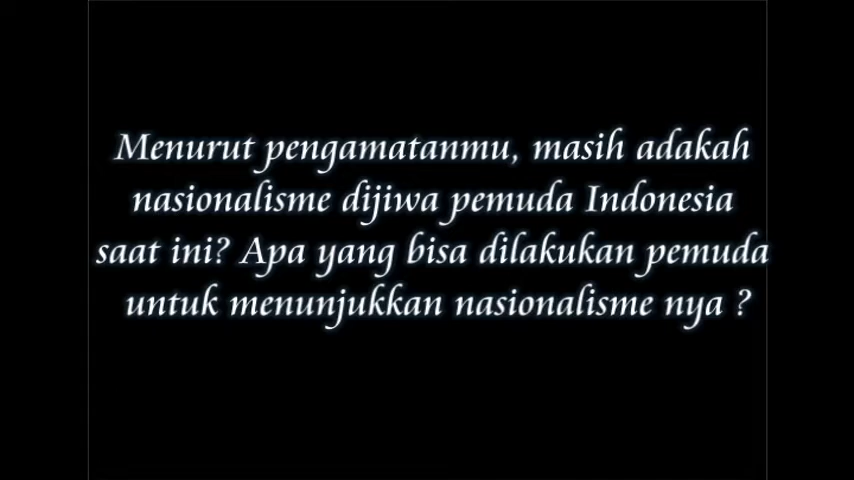 Menurut pengamatanmu, masih adakah
nasionalisme dijiwa pemuda Indonesia
saat ini? Apa yang bisa dilakukan pemuda
untuk menunjukkan nasionalisme nya ?